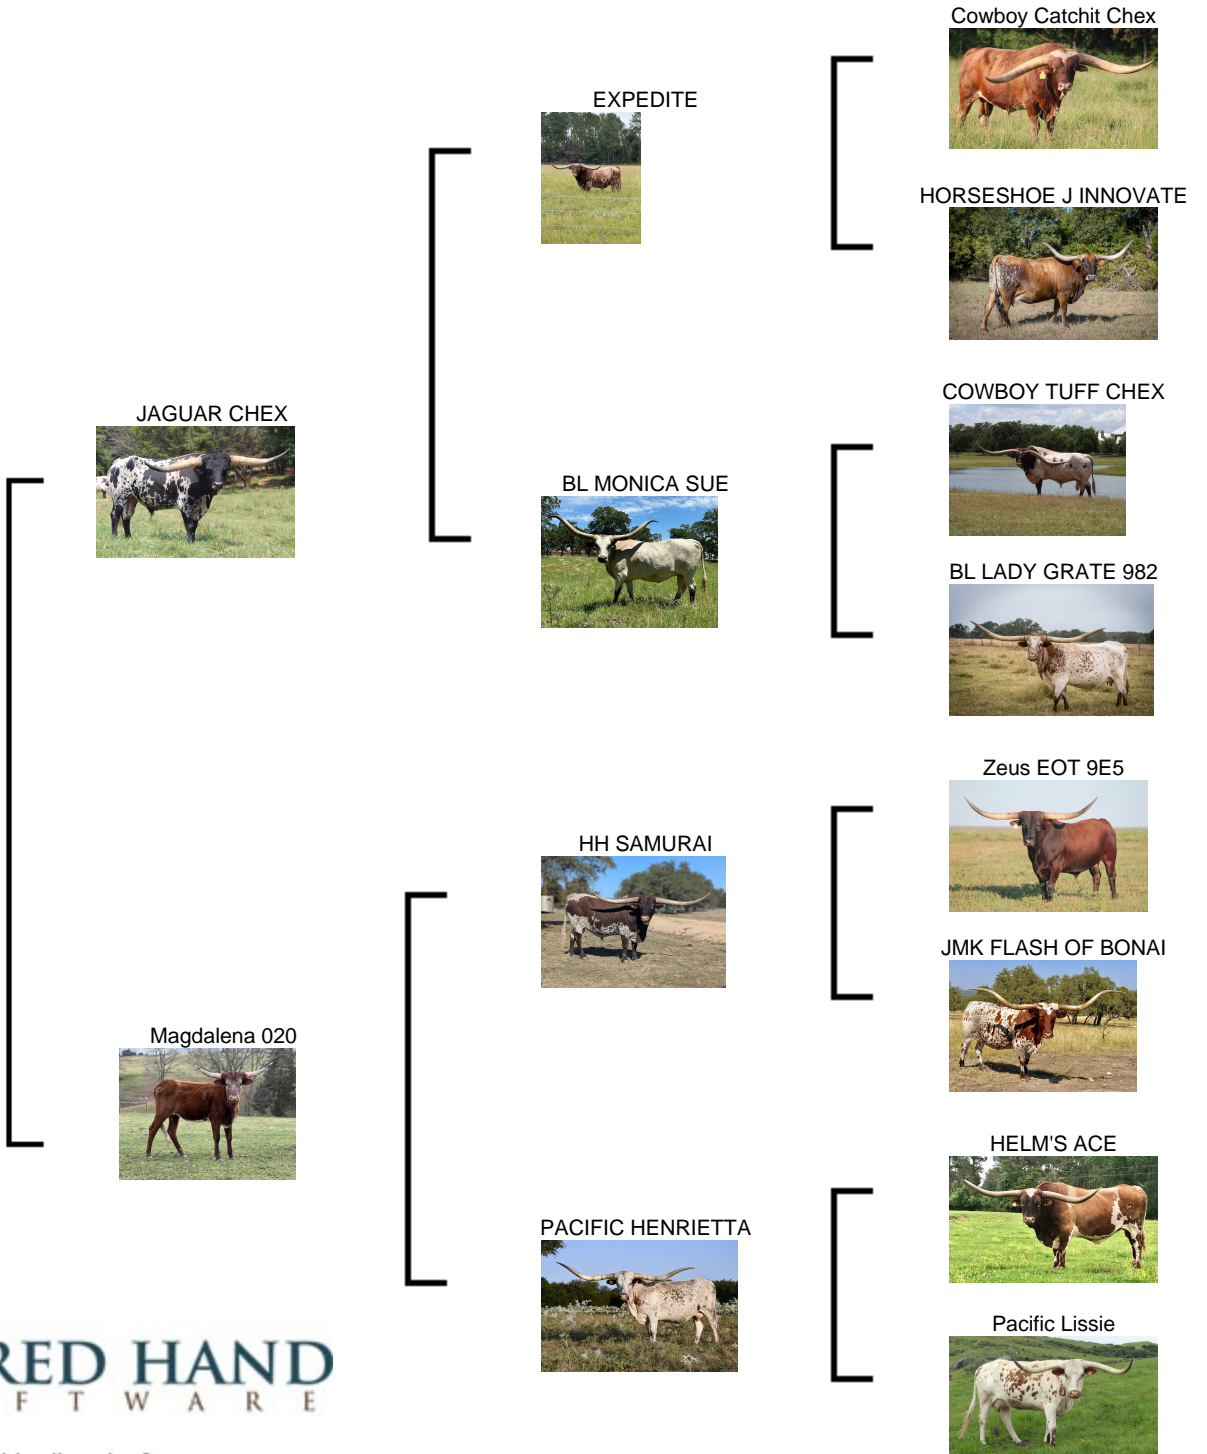 Cowboy Catchit Chex
EXPEDITE
HORSESHOE J INNOVATE
COWBOY TUFF CHEX
JAGUAR CHEX
BL MONICA SUE
BL LADY GRATE 982
Zeus EOT 9E5
HH SAMURAI
JMK FLASH OF BONAI
Magdalena 020
HELM'S ACE
PACIFIC HENRIETTA
Pacific Lissie
RED HAND
F T W A R E